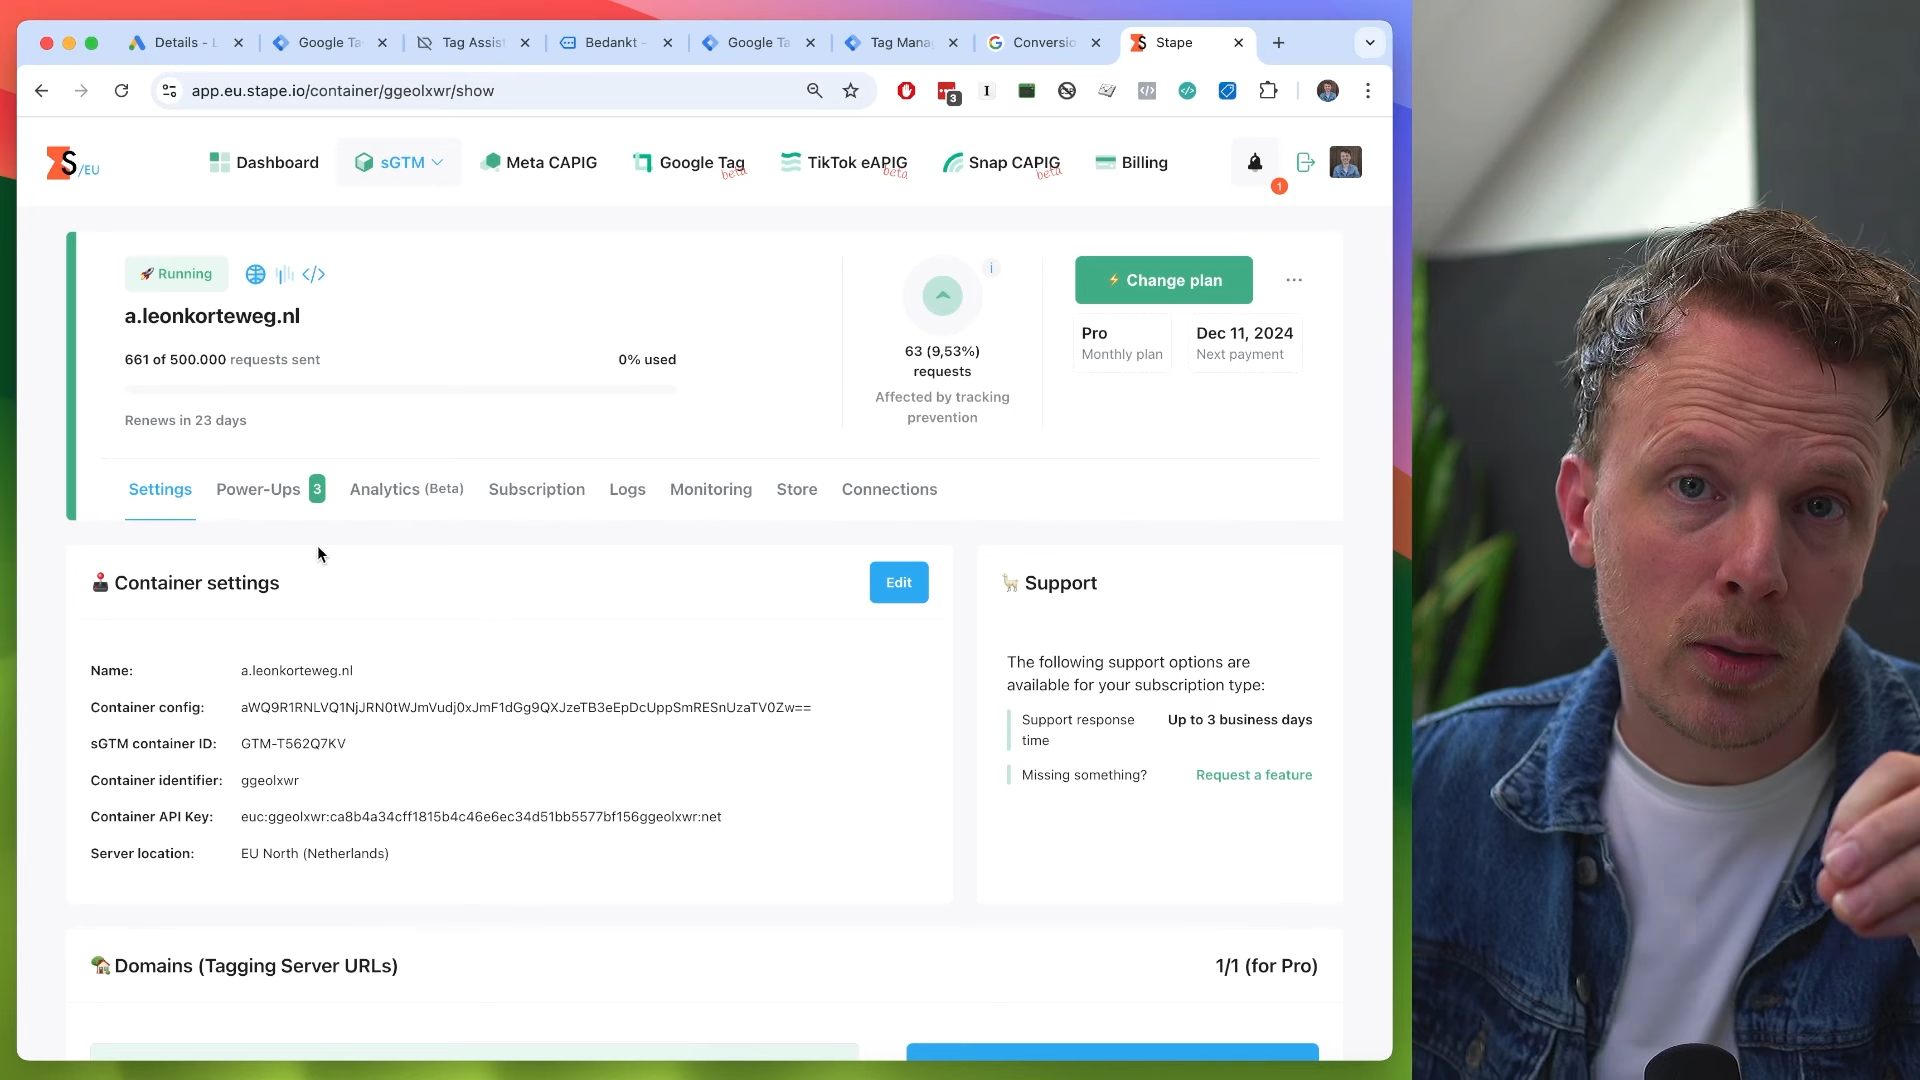 Details - L
Google Ta
Tag Assis
Bedankt -
Google Ta
Tag Mana
Conversio
Stape
app.eu.stape.io/container/ggeolxwr/show
3
S/EU
Dashboard
sGTM
Meta CAPIG
Google Tag
beta
TikTok eAPIG
beta
Snap CAPIG
beta
Billing
1
Running
a.leonkorteweg.nl
661 of 500.000 requests sent
0% used
Renews in 23 days
i
63 (9,53%)
requests
Affected by tracking
prevention
Change plan
Pro
Monthly plan
Dec 11, 2024
Next payment
Settings
Power-Ups 3
Analytics (Beta)
Subscription
Logs
Monitoring
Store
Connections
Container settings
Edit
Name: a.leonkorteweg.nl
Container config: aWQ9R1RNLVQ1NjJRN0tWJmVudj0xJmF1dGg9QXJzeTB3eEpDcUppSmRESnUzaTV0Zw==
sGTM container ID: GTM-T562Q7KV
Container identifier: ggeolxwr
Container API Key: euc:ggeolxwr:ca8b4a34cff1815b4c46e6ec34d51bb5577bf156ggeolxwr:net
Server location: EU North (Netherlands)
Support
The following support options are
available for your subscription type:
Support response
time
Up to 3 business days
Missing something?
Request a feature
Domains (Tagging Server URLs)
1/1 (for Pro)